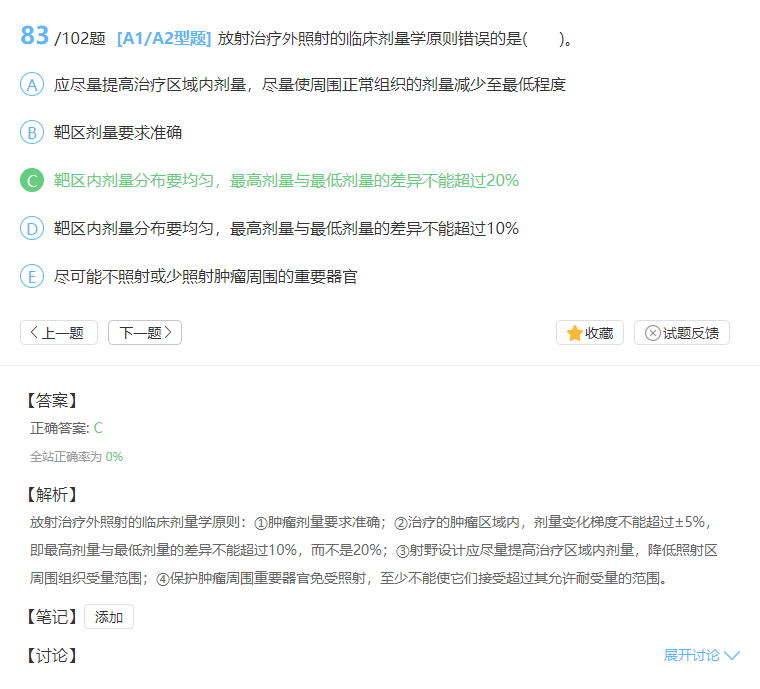 83/102题 [A1/A2型题] 放射治疗外照射的临床剂量学原则错误的是(  )。
A 应尽量提高治疗区域内剂量，尽量使周围正常组织的剂量减少至最低程度
B 靶区剂量要求准确
C 靶区内剂量分布要均匀，最高剂量与最低剂量的差异不能超过20%
D 靶区内剂量分布要均匀，最高剂量与最低剂量的差异不能超过10%
E 尽可能不照射或少照射肿瘤周围的重要器官
上一题 下一题 收藏 试题反馈
【答案】
正确答案: C
全站正确率为 0%
【解析】
放射治疗外照射的临床剂量学原则：①肿瘤剂量要求准确；②治疗的肿瘤区域内，剂量变化梯度不能超过±5%，
即最高剂量与最低剂量的差异不能超过10%，而不是20%；③射野设计应尽量提高治疗区域内剂量，降低照射区
周围组织受量范围；④保护肿瘤周围重要器官免受照射，至少不能使它们接受超过其允许耐受量的范围。
【笔记】 添加
【讨论】 展开讨论